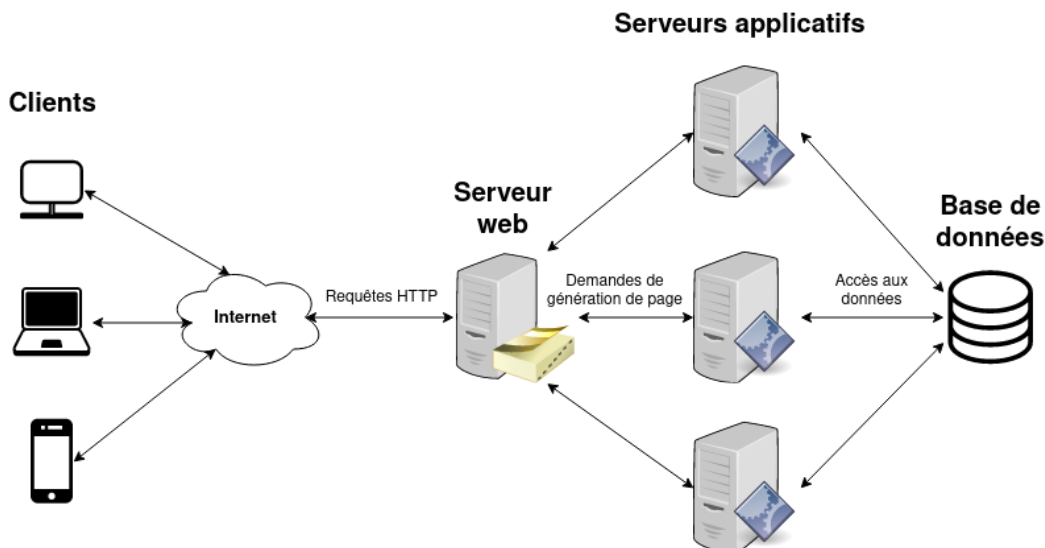 Serveurs applicatifs
Clients
Serveur
web
Base de
données
Internet
Requêtes HTTP
Demandes de
génération de page
Accès aux
données